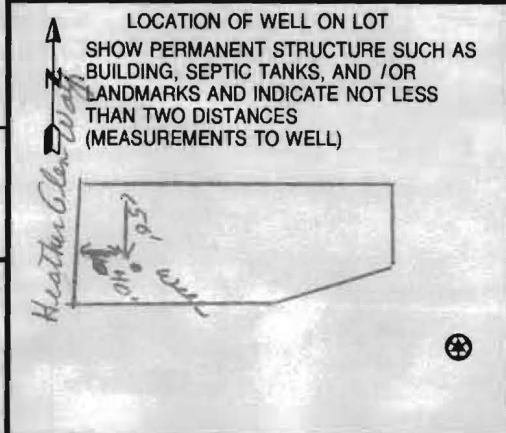 LOCATION OF WELL ON LOT
SHOW PERMANENT STRUCTURE SUCH AS
BUILDING, SEPTIC TANKS, AND /OR
LANDMARKS AND INDICATE NOT LESS
THAN TWO DISTANCES
(MEASUREMENTS TO WELL)
N
Heather Glen Way
40'
Well